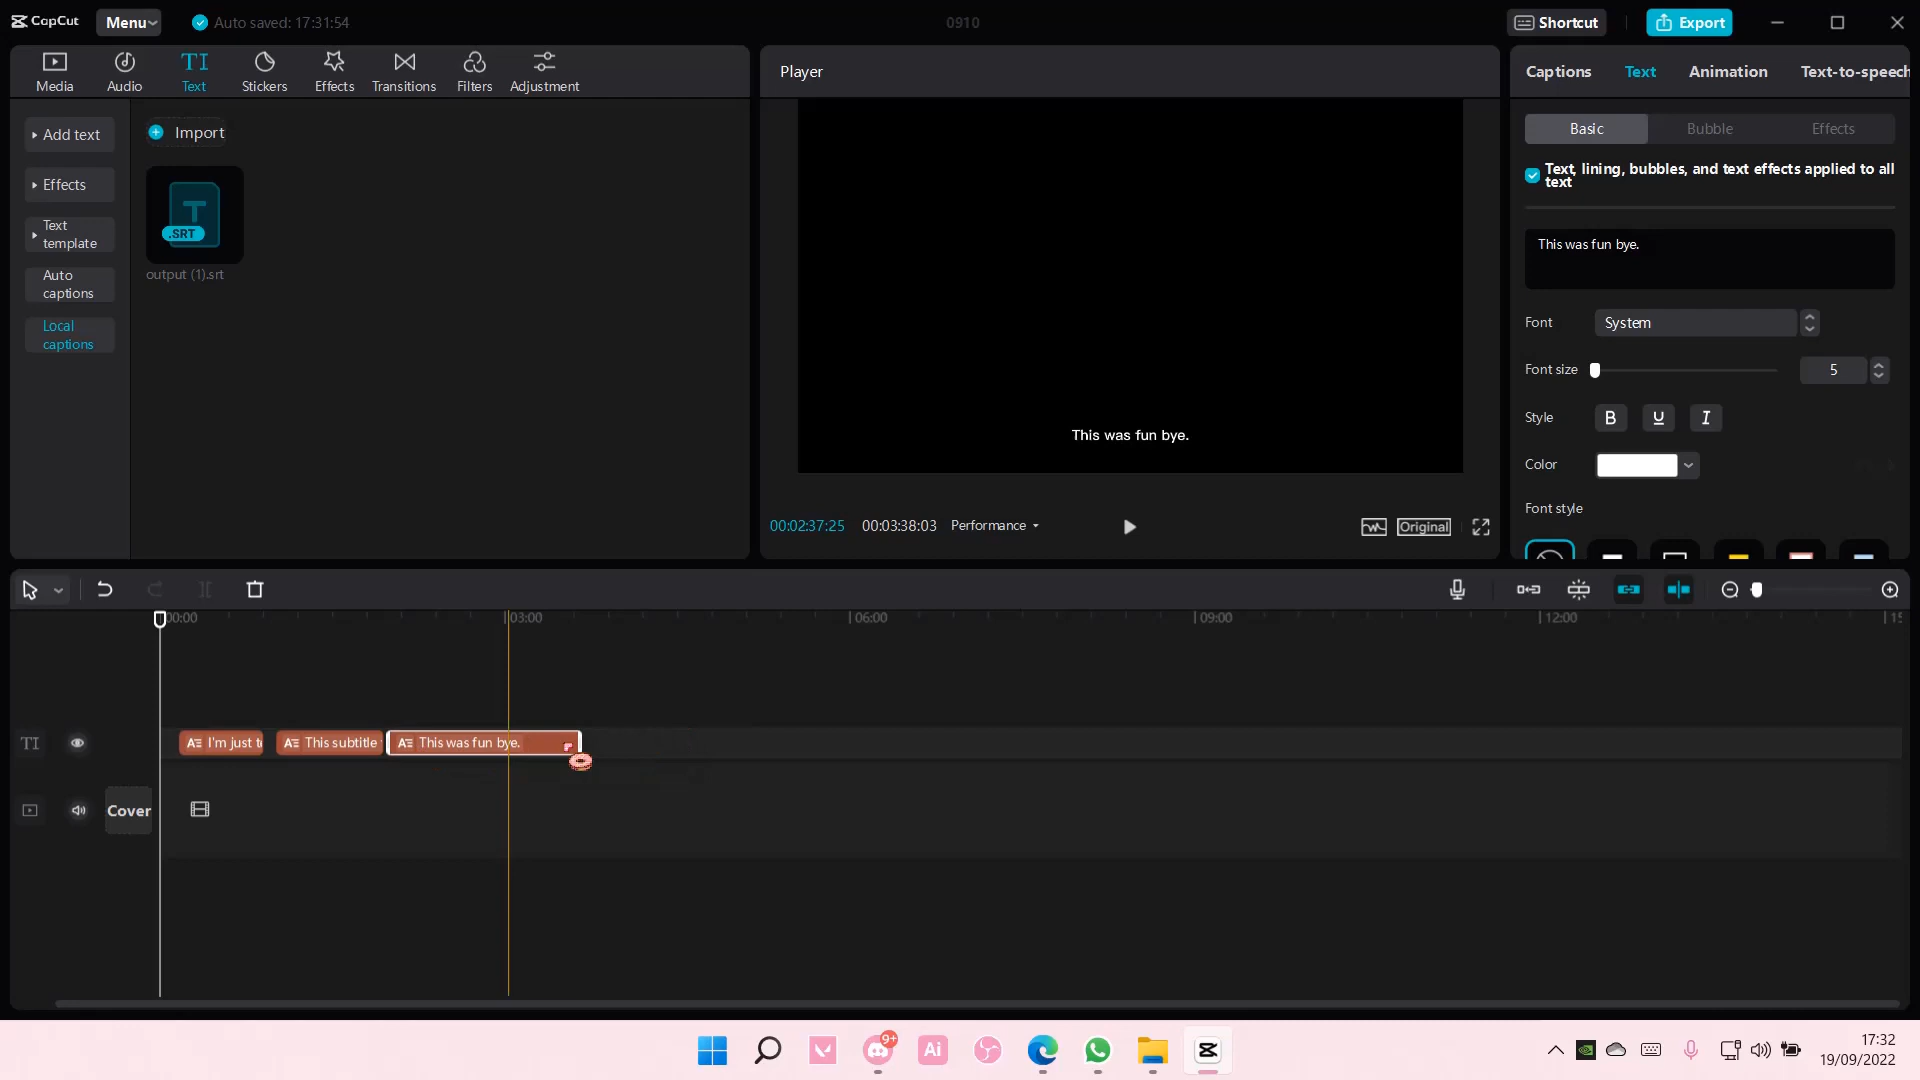 CapCut
Menu
Auto saved: 17:31:54
0910
Shortcut
Export
Media
Audio
TI
Text
Stickers
Effects
Transitions
Filters
Adjustment
Add text
Effects
Text
template
Auto
captions
Local
captions
Import
T
.SRT
output (1).srt
Player
This was fun bye.
00:02:37:25
00:03:38:03
Performance
Original
Captions
Text
Animation
Text-to-speech
Basic
Bubble
Effects
Text, lining, bubbles, and text effects applied to all
text
This was fun bye.
Font
System
Font size
5
Style
B
U
I
Color
Font style
00:00
03:00
06:00
09:00
12:00
15
TI
I'm just t
This subtitle
This was fun bye.
Cover
9+
Ai
17:32
19/09/2022